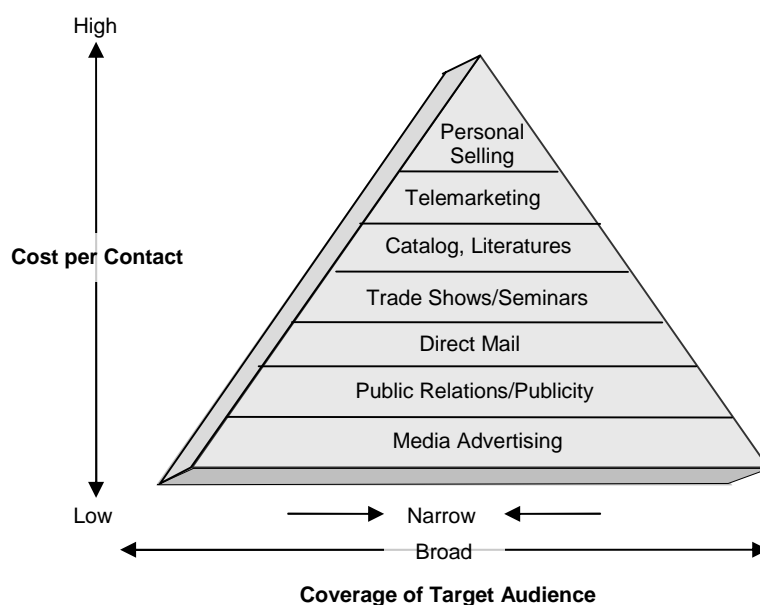 High
Personal
Selling
Telemarketing
Cost per Contact
Catalog, Literatures
Trade Shows/Seminars
Direct Mail
Public Relations/Publicity
Media Advertising
Low
Narrow
Broad
Coverage of Target Audience